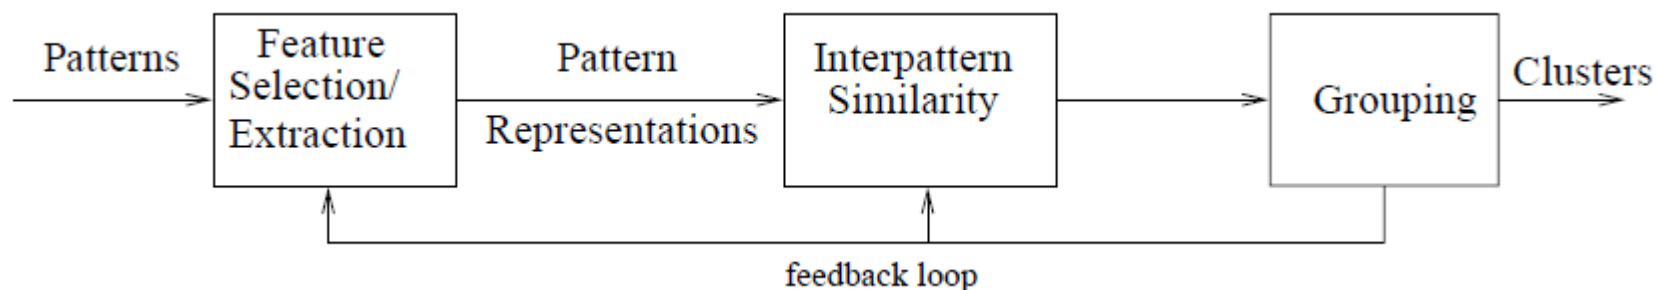 Patterns
Feature
Selection/
Extraction
Pattern
Representations
Interpattern
Similarity
Grouping
Clusters
feedback loop